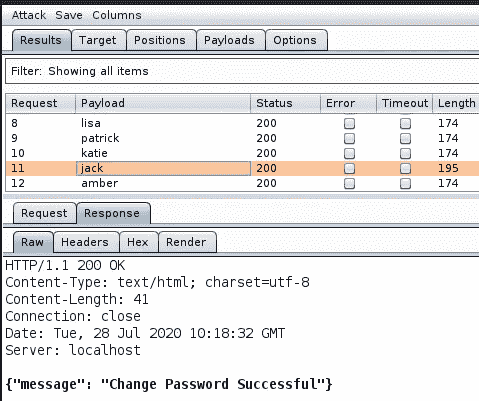 Attack Save Columns
Results Target Positions Payloads Options
Filter: Showing all items
Request Payload Status Error Timeout Length
8 lisa 200 174
9 patrick 200 174
10 katie 200 174
11 jack 200 195
12 amber 200 174
Request Response
Raw Headers Hex Render
HTTP/1.1 200 OK
Content-Type: text/html; charset=utf-8
Content-Length: 41
Connection: close
Date: Tue, 28 Jul 2020 10:18:32 GMT
Server: localhost
{"message": "Change Password Successful"}